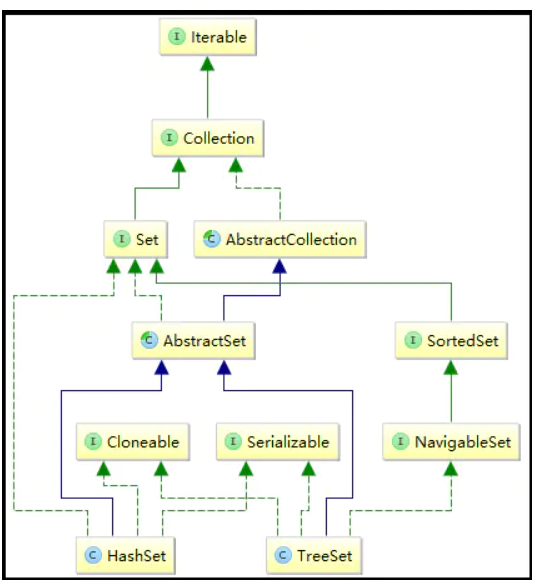 I Iterable
I Collection
I Set
C AbstractCollection
C AbstractSet
I SortedSet
I Cloneable
I Serializable
I NavigableSet
C HashSet
C TreeSet